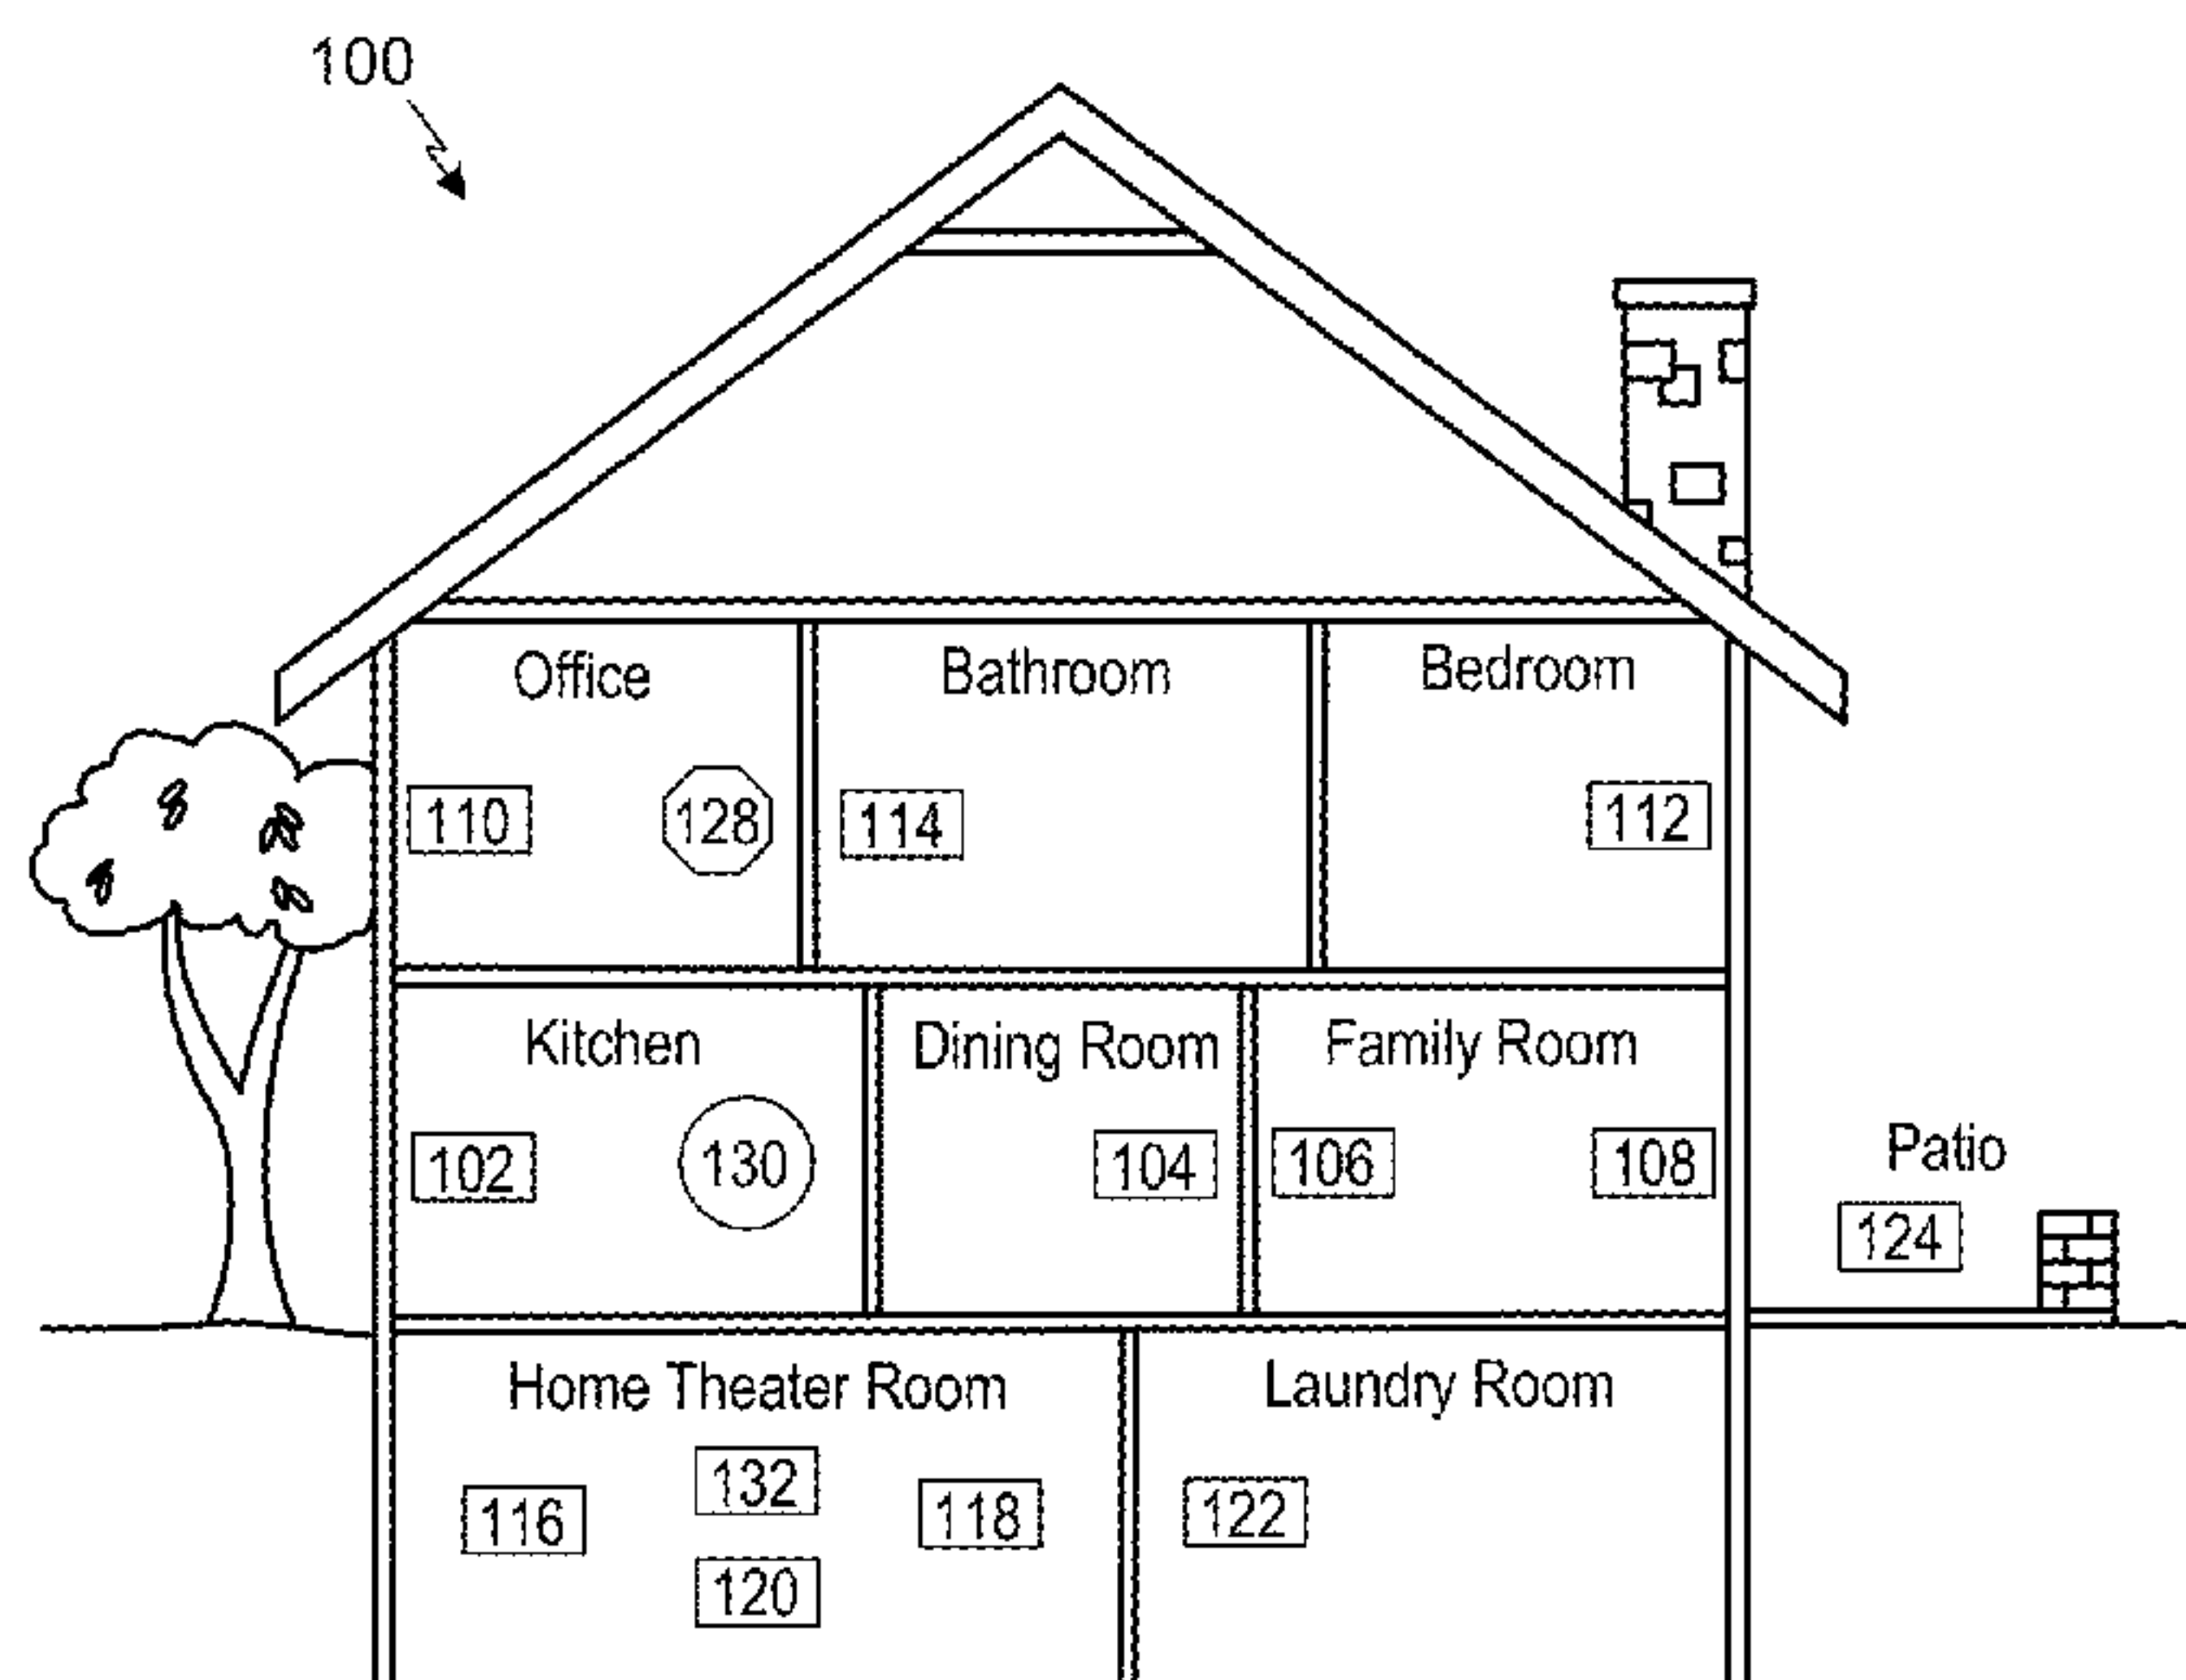 100
Office
Bathroom
Bedroom
110
128
114
112
Kitchen
Dining Room
Family Room
102
130
104
106
108
Patio
124
Home Theater Room
Laundry Room
116
132
118
120
122